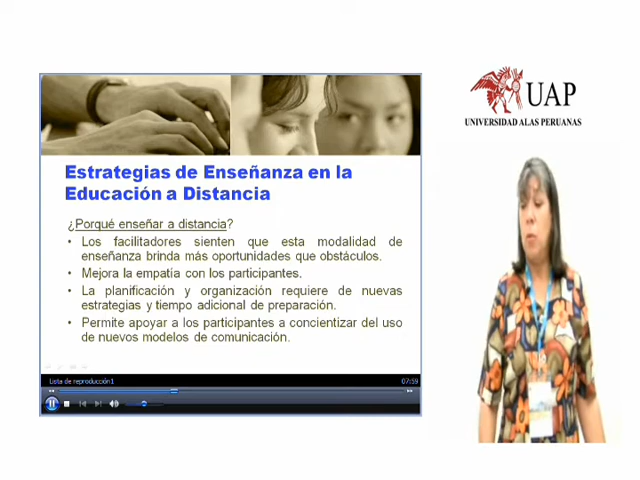 UAP
UNIVERSIDAD ALAS PERUANAS
Estrategias de Enseñanza en la
Educación a Distancia
¿Porqué enseñar a distancia?
• Los facilitadores sienten que esta modalidad de
enseñanza brinda más oportunidades que obstáculos.
• Mejora la empatía con los participantes.
• La planificación y organización requiere de nuevas
estrategias y tiempo adicional de preparación.
• Permite apoyar a los participantes a concientizar del uso
de nuevos modelos de comunicación.
Lista de reproducción1
07:59